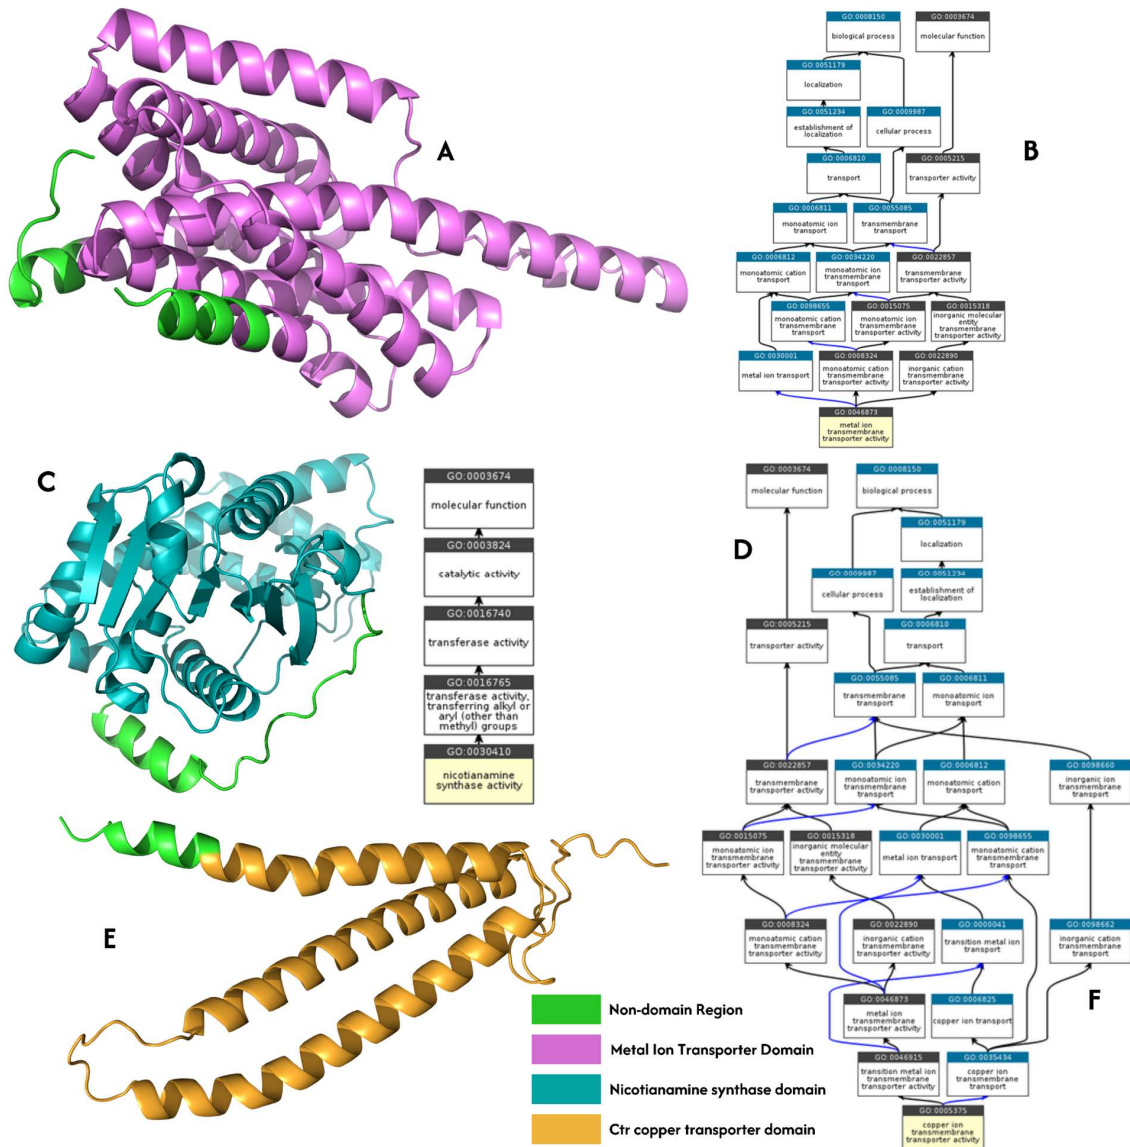 A
B
GO:0008150
biological process
GO:0003674
molecular function
GO:0051179
localization
GO:0051234
establishment of
localization
GO:0009987
cellular process
GO:0006810
transport
GO:0005215
transporter activity
GO:0006811
monoatomic ion
transport
GO:0055085
transmembrane
transport
GO:0006812
monoatomic cation
transport
GO:0034220
monoatomic ion
transmembrane
transport
GO:0022857
transmembrane
transporter activity
GO:0098655
monoatomic cation
transmembrane
transport
GO:0015075
monoatomic ion
transmembrane
transporter activity
GO:0015318
inorganic molecular
entity
transmembrane
transporter activity
GO:0030001
metal ion transport
GO:0008324
monoatomic cation
transmembrane
transporter activity
GO:0022890
inorganic cation
transmembrane
transporter activity
GO:0046873
metal ion
transmembrane
transporter activity
C
GO:0003674
molecular function
GO:0003824
catalytic activity
GO:0016740
transferase activity
GO:0016765
transferase activity,
transferring alkyl or
aryl (other than
methyl) groups
GO:0030410
nicotianamine
synthase activity
D
GO:0003674
molecular function
GO:0008150
biological process
GO:0051179
localization
GO:0009987
cellular process
GO:0051234
establishment of
localization
GO:0005215
transporter activity
GO:0006810
transport
GO:0055085
transmembrane
transport
GO:0006811
monoatomic ion
transport
GO:0022857
transmembrane
transporter activity
GO:0034220
monoatomic ion
transmembrane
transport
GO:0006812
monoatomic cation
transport
GO:0098660
inorganic ion
transmembrane
transport
GO:0015075
monoatomic ion
transmembrane
transporter activity
GO:0015318
inorganic molecular
entity
transmembrane
transporter activity
GO:0030001
metal ion transport
GO:0098655
monoatomic cation
transmembrane
transport
GO:0008324
monoatomic cation
transmembrane
transporter activity
GO:0022890
inorganic cation
transmembrane
transporter activity
GO:0000041
transition metal ion
transport
GO:0098662
inorganic cation
transmembrane
transport
GO:0046873
metal ion
transmembrane
transporter activity
GO:0006825
copper ion transport
GO:0046915
transition metal ion
transmembrane
transporter activity
GO:0035434
copper ion
transmembrane
transport
GO:0005375
copper ion
transmembrane
transporter activity
E
F
Non-domain Region
Metal Ion Transporter Domain
Nicotianamine synthase domain
Ctr copper transporter domain